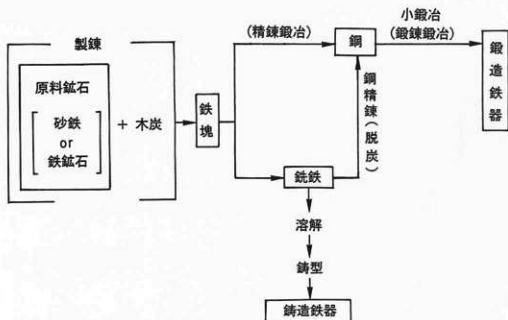 製錬
原料鉱石
砂鉄
or
鉄鉱石
+ 木炭
鉄塊
(精錬鍛冶)
鋼
小鍛冶
(鍛錬鍛冶)
鍛造鉄器
鋼精錬(脱炭)
銑鉄
溶解
鋳型
鋳造鉄器